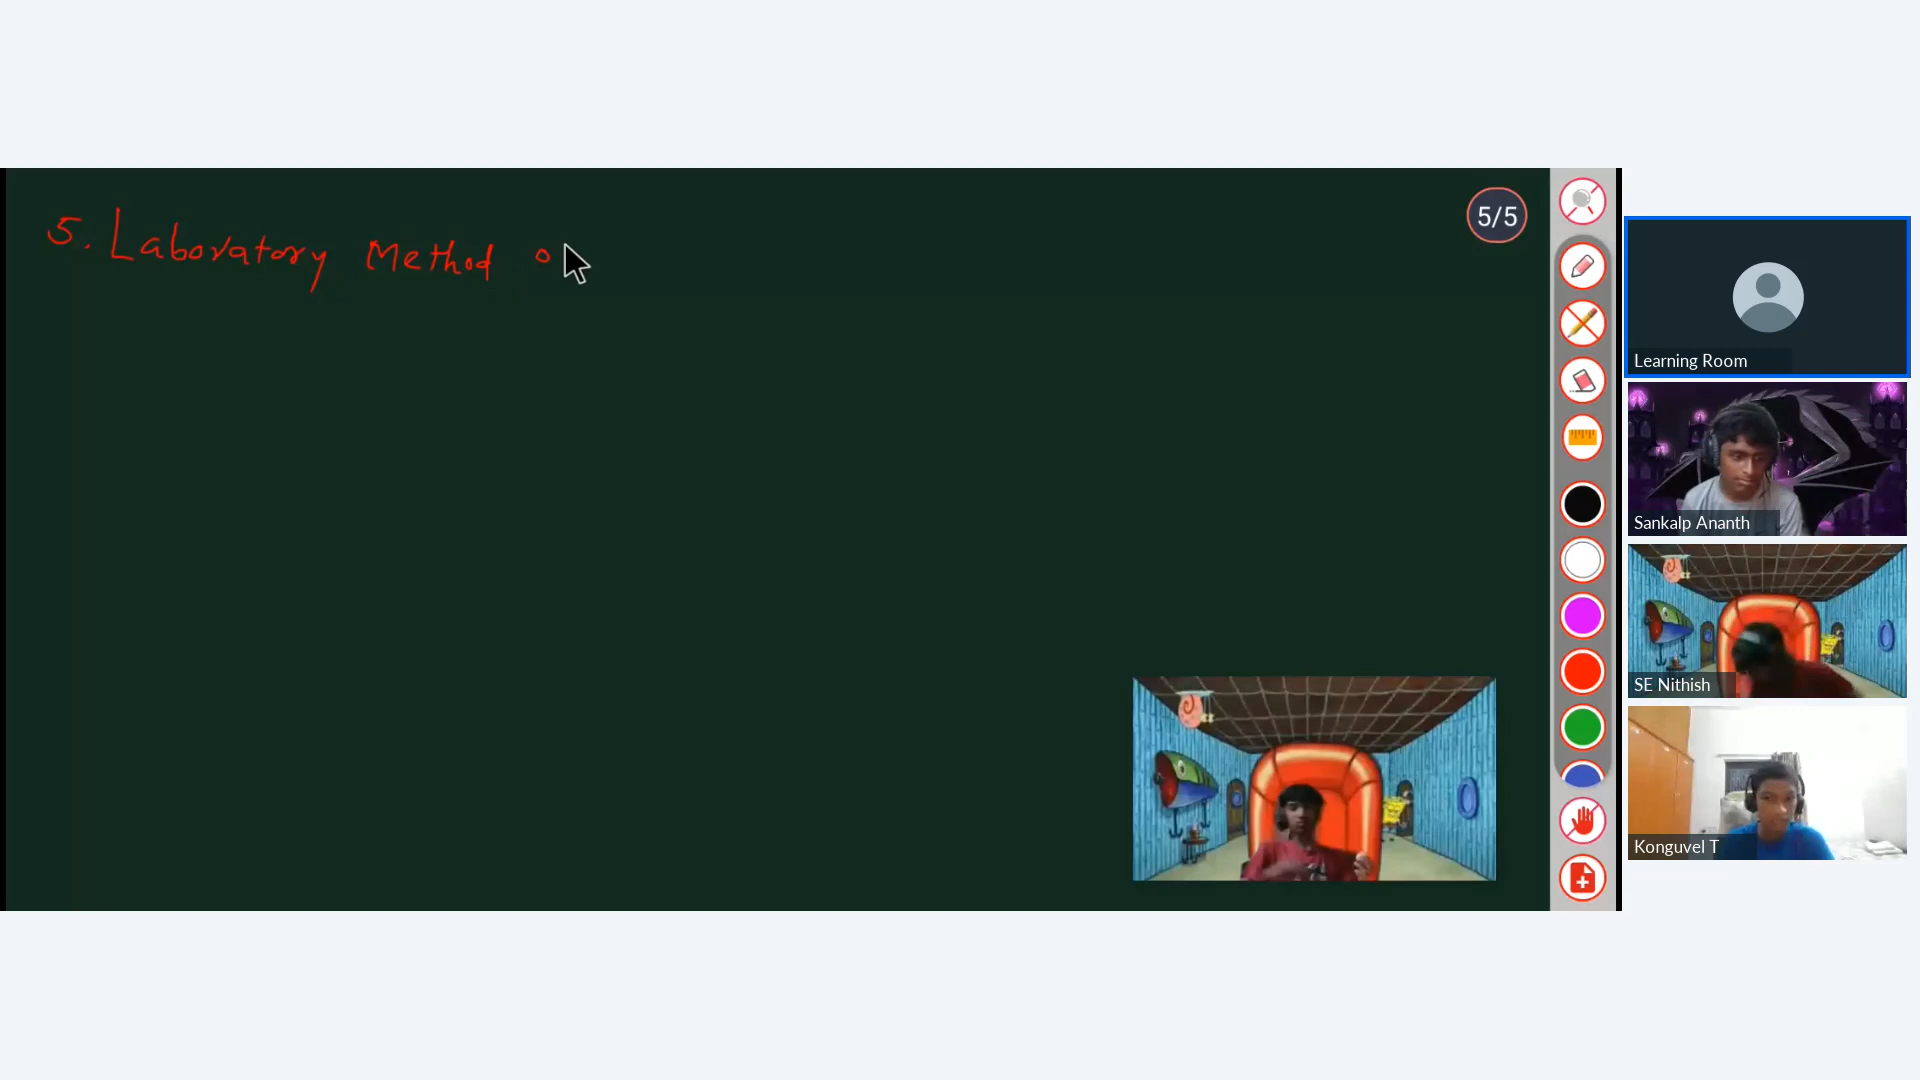 5. Laboratory Method o
5/5
Learning Room
Sankalp Ananth
SE Nithish
Konguvel T